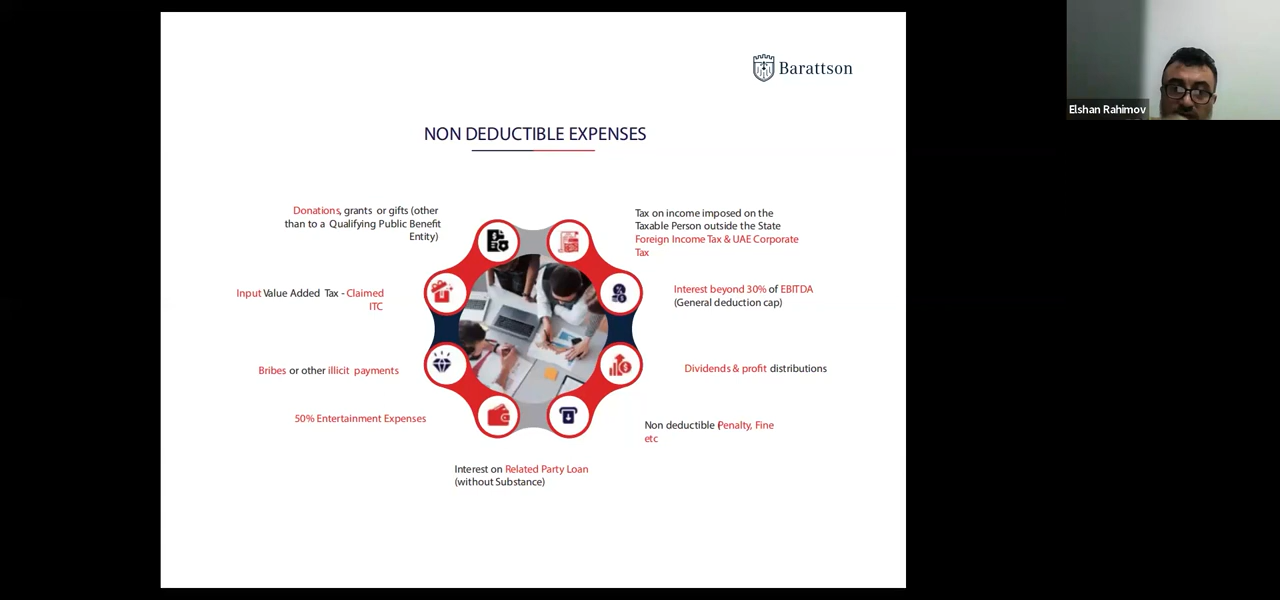 Barattson
Elshan Rahimov
NON DEDUCTIBLE EXPENSES
Donations, grants or gifts (other
than to a Qualifying Public Benefit
Entity)
Tax on income imposed on the
Taxable Person outside the State
Foreign Income Tax & UAE Corporate
Tax
Input Value Added Tax - Claimed
ITC
Interest beyond 30% of EBITDA
(General deduction cap)
Bribes or other illicit payments
Dividends & profit distributions
50% Entertainment Expenses
Non deductible (Penalty, Fine
etc
Interest on Related Party Loan
(without Substance)